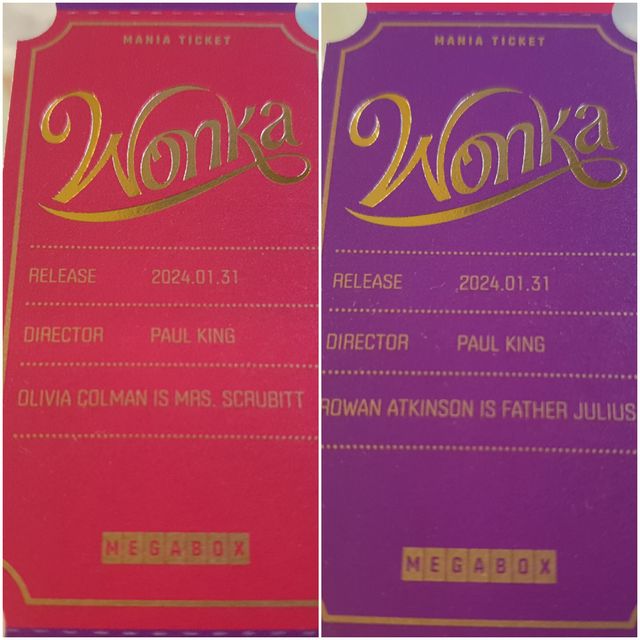 MANIA TICKET
Wonka
RELEASE 2024.01.31
DIRECTOR PAUL KING
OLIVIA COLMAN IS MRS. SCRUBITT
MEGABOX
MANIA TICKET
Wonka
RELEASE 2024.01.31
DIRECTOR PAUL KING
ROWAN ATKINSON IS FATHER JULIUS
MEGABOX